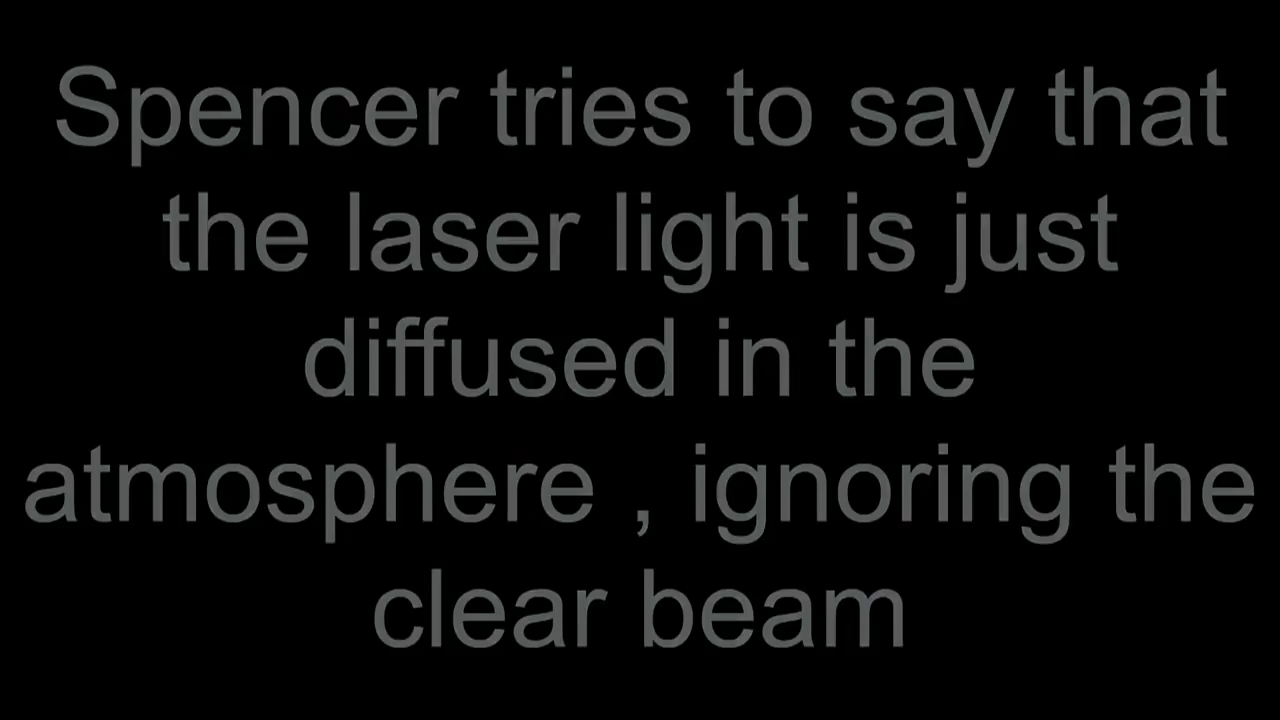 Spencer tries to say that
the laser light is just
diffused in the
atmosphere , ignoring the
clear beam